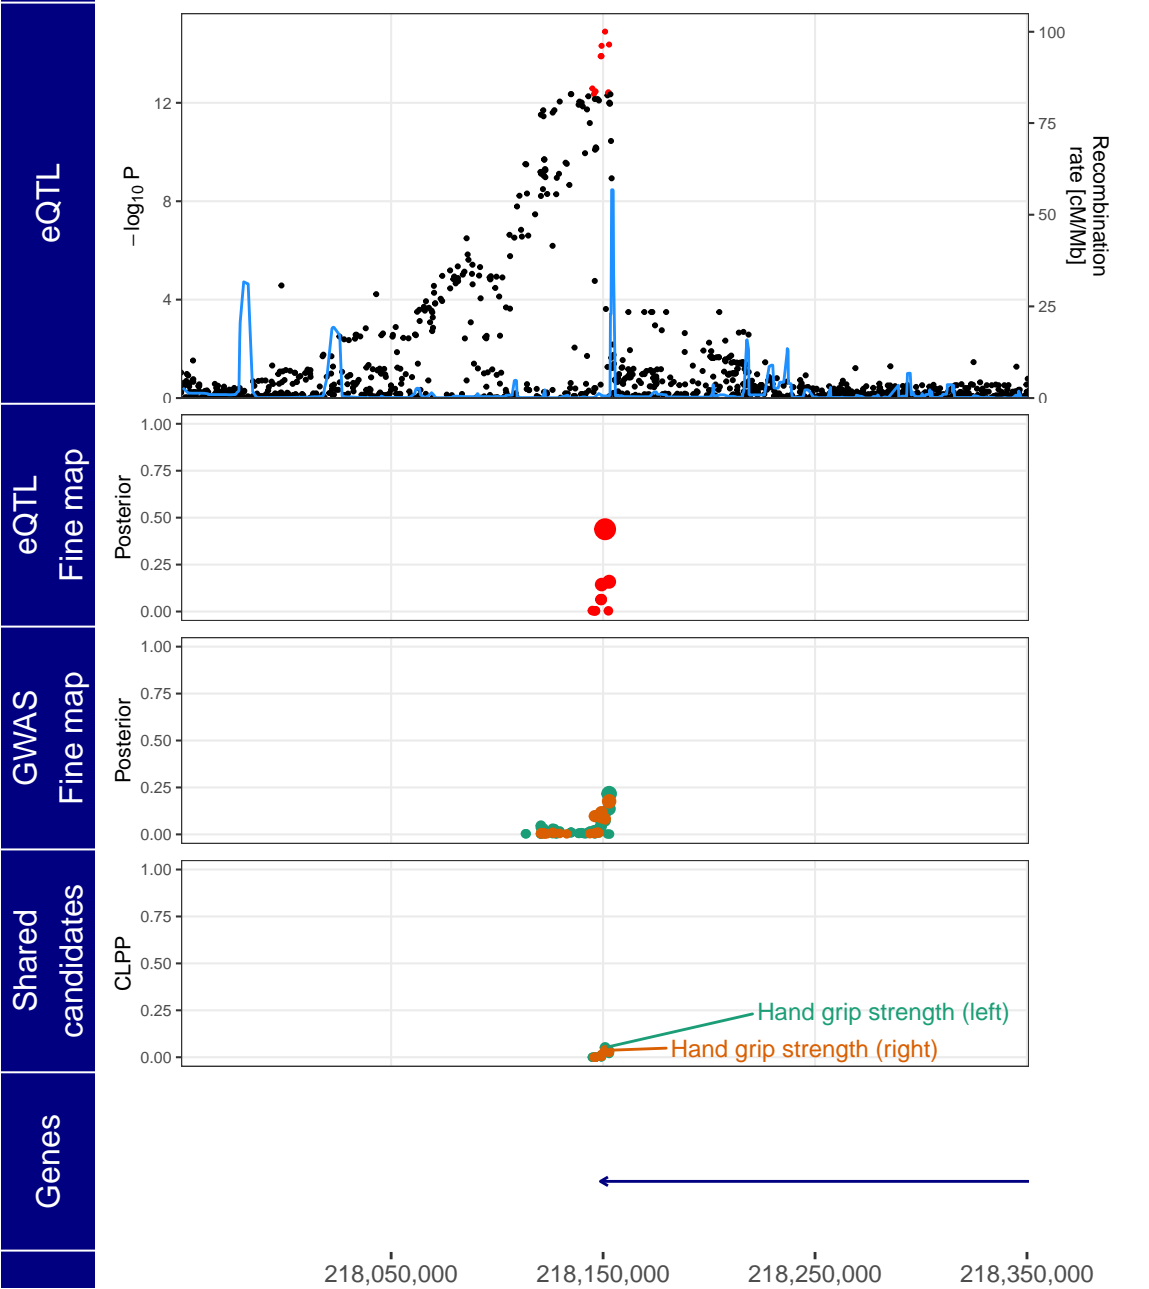 eQTL
−log10 P
12
8
4
0
100
75
50
25
0
Recombination
rate [cM/Mb]
eQTL
Fine map
Posterior
1.00
0.75
0.50
0.25
0.00
GWAS
Fine map
Posterior
1.00
0.75
0.50
0.25
0.00
Shared
candidates
CLPP
1.00
0.75
0.50
0.25
0.00
Hand grip strength (left)
Hand grip strength (right)
Genes
218,050,000
218,150,000
218,250,000
218,350,000